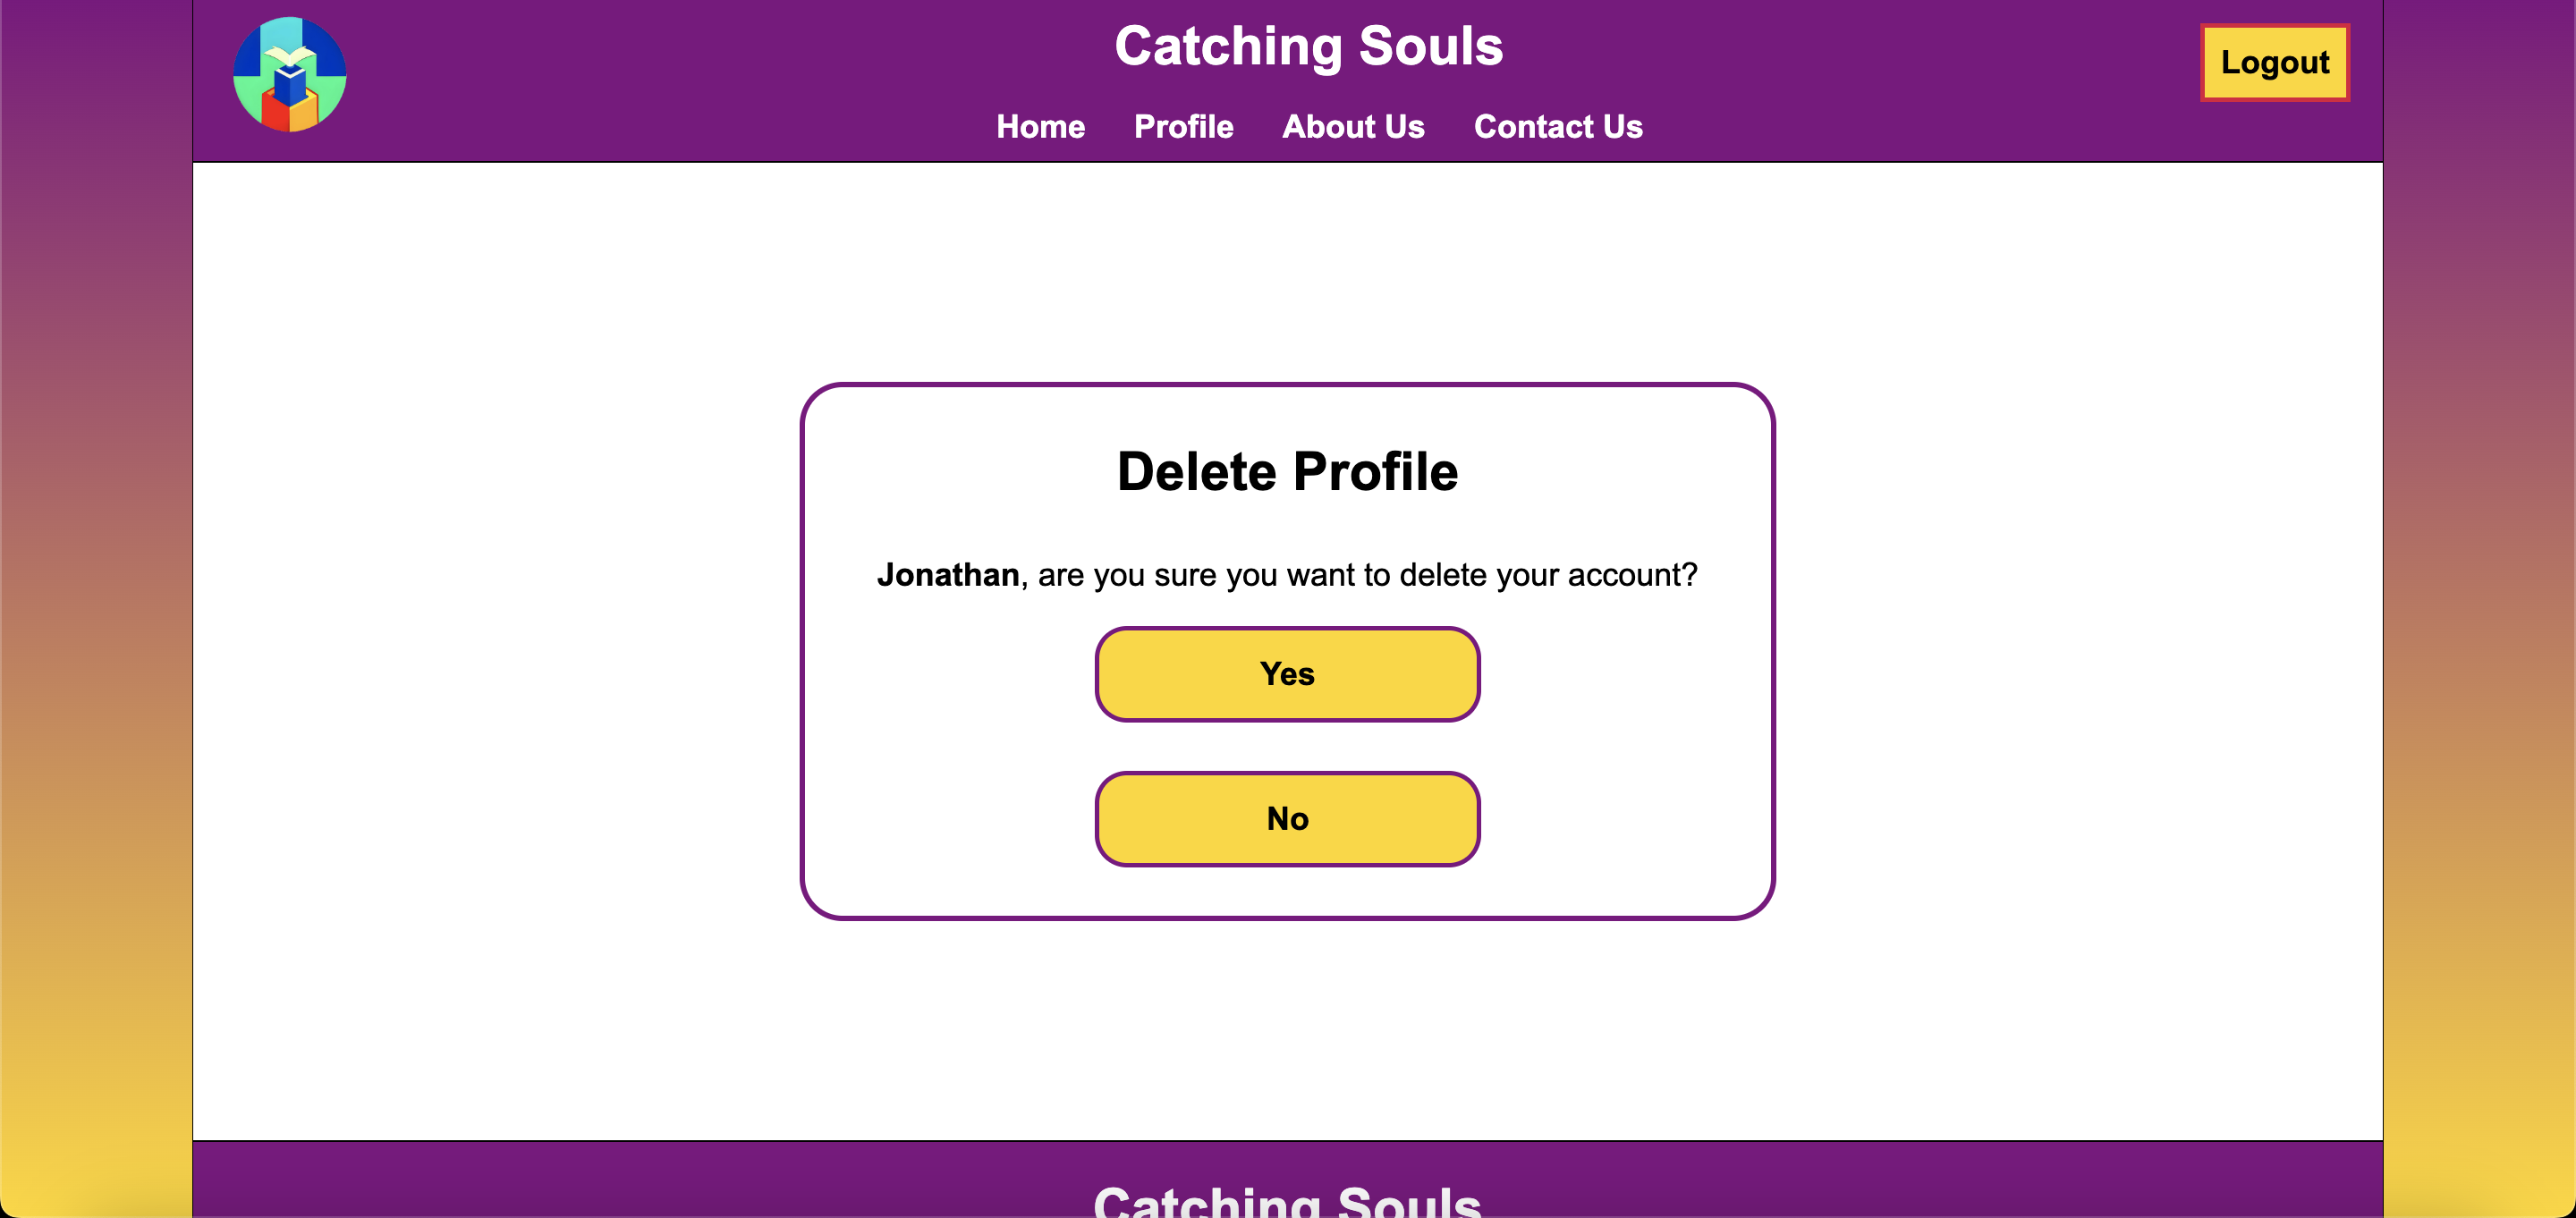 Catching Souls
Logout
Home Profile About Us Contact Us
Delete Profile
Jonathan, are you sure you want to delete your account?
Yes
No
Catching Souls